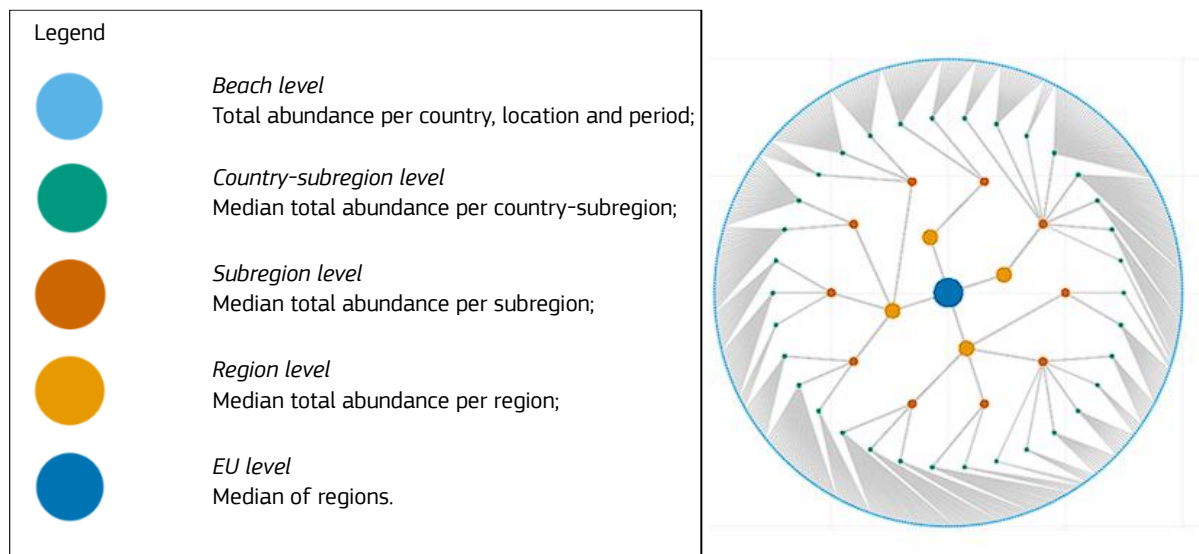 Legend
Beach level
Total abundance per country, location and period;
Country-subregion level
Median total abundance per country-subregion;
Subregion level
Median total abundance per subregion;
Region level
Median total abundance per region;
EU level
Median of regions.